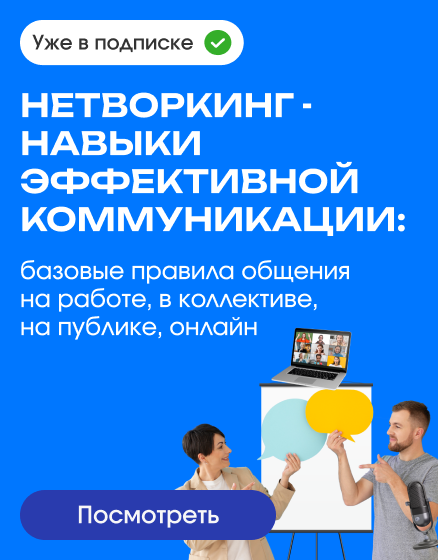 Уже в подписке
НЕТВОРКИНГ -
НАВЫКИ
ЭФФЕКТИВНОЙ
КОММУНИКАЦИИ:
базовые правила общения
на работе, в коллективе,
на публике, онлайн
Посмотреть